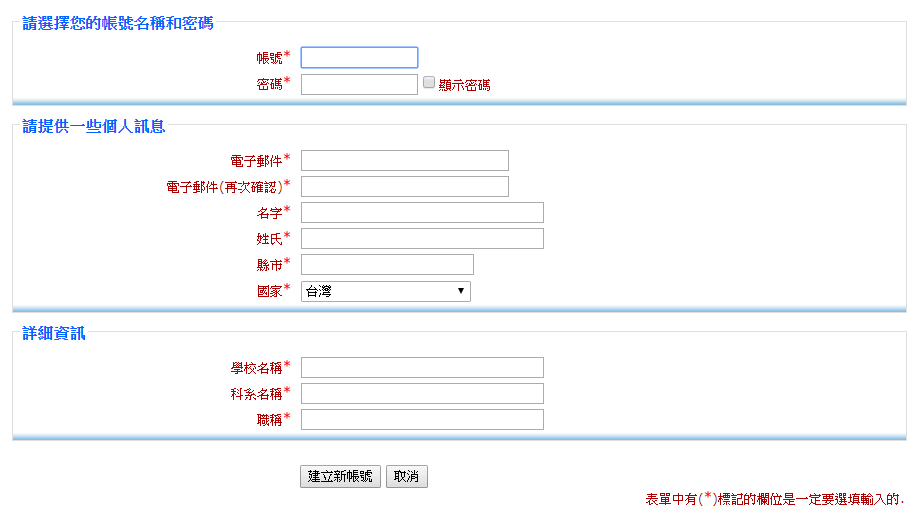 請選擇您的帳號名稱和密碼
帳號*
密碼* 顯示密碼
請提供一些個人訊息
電子郵件*
電子郵件(再次確認)*
名字*
姓氏*
縣市*
國家* 台灣
詳細資訊
學校名稱*
科系名稱*
職稱*
建立新帳號 取消
表單中有(*)標記的欄位是一定要選填輸入的.